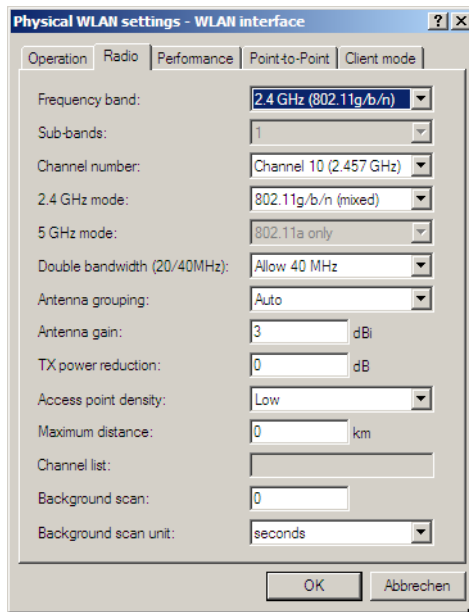 Physical WLAN settings - WLAN interface
Operation Radio Performance Point-to-Point Client mode
Frequency band: 2.4 GHz (802.11g/b/n)
Sub-bands: 1
Channel number: Channel 10 (2.457 GHz)
2.4 GHz mode: 802.11g/b/n (mixed)
5 GHz mode: 802.11a only
Double bandwidth (20/40MHz): Allow 40 MHz
Antenna grouping: Auto
Antenna gain: 3 dBi
TX power reduction: 0 dB
Access point density: Low
Maximum distance: 0 km
Channel list:
Background scan: 0
Background scan unit: seconds
OK Abbrechen